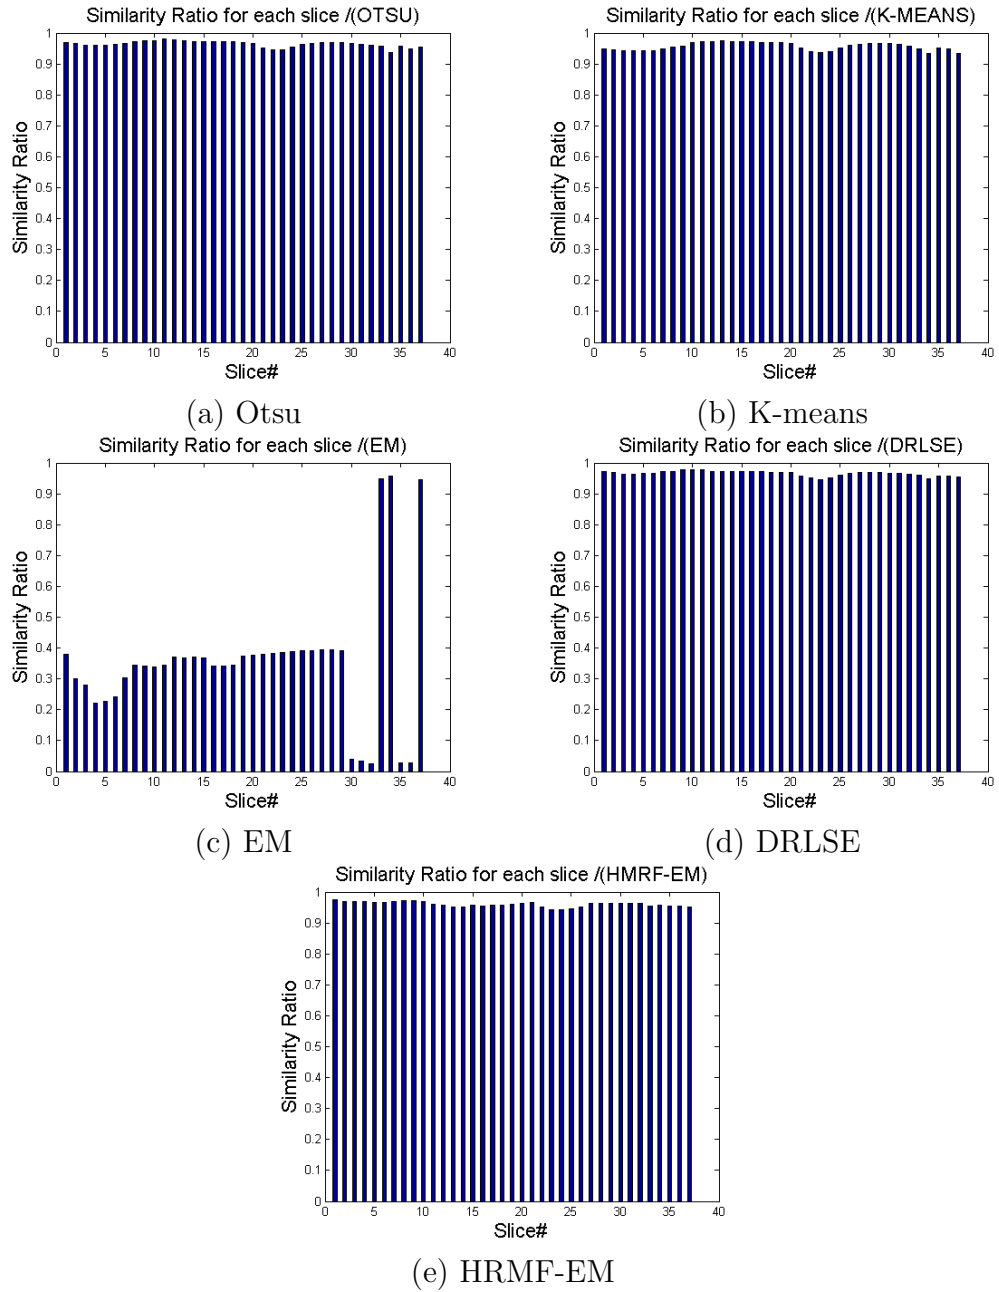 Similarity Ratio for each slice /(OTSU)
Similarity Ratio
1
0.9
0.8
0.7
0.6
0.5
0.4
0.3
0.2
0.1
0
0 5 10 15 20 25 30 35 40
Slice#
(a) Otsu
Similarity Ratio for each slice /(K-MEANS)
Similarity Ratio
1
0.9
0.8
0.7
0.6
0.5
0.4
0.3
0.2
0.1
0
0 5 10 15 20 25 30 35 40
Slice#
(b) K-means
Similarity Ratio for each slice /(EM)
Similarity Ratio
1
0.9
0.8
0.7
0.6
0.5
0.4
0.3
0.2
0.1
0
0 5 10 15 20 25 30 35 40
Slice#
(c) EM
Similarity Ratio for each slice /(DRLSE)
Similarity Ratio
1
0.9
0.8
0.7
0.6
0.5
0.4
0.3
0.2
0.1
0
0 5 10 15 20 25 30 35 40
Slice#
(d) DRLSE
Similarity Ratio for each slice /(HMRF-EM)
Similarity Ratio
1
0.9
0.8
0.7
0.6
0.5
0.4
0.3
0.2
0.1
0
0 5 10 15 20 25 30 35 40
Slice#
(e) HRMF-EM